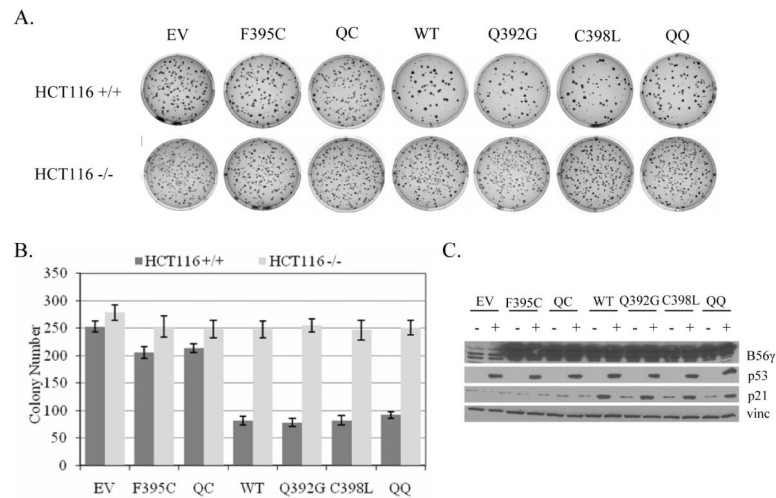 A.
EV F395C QC WT Q392G C398L QQ
HCT116 +/+
HCT116 -/-
B.
HCT116 +/+ HCT116 -/-
350
300
250
200
150
100
50
0
Colony Number
EV F395C QC WT Q392G C398L QQ
C.
EV F395C QC WT Q392G C398L QQ
- + - + - + - + - + - + - +
B56γ
p53
p21
vinc